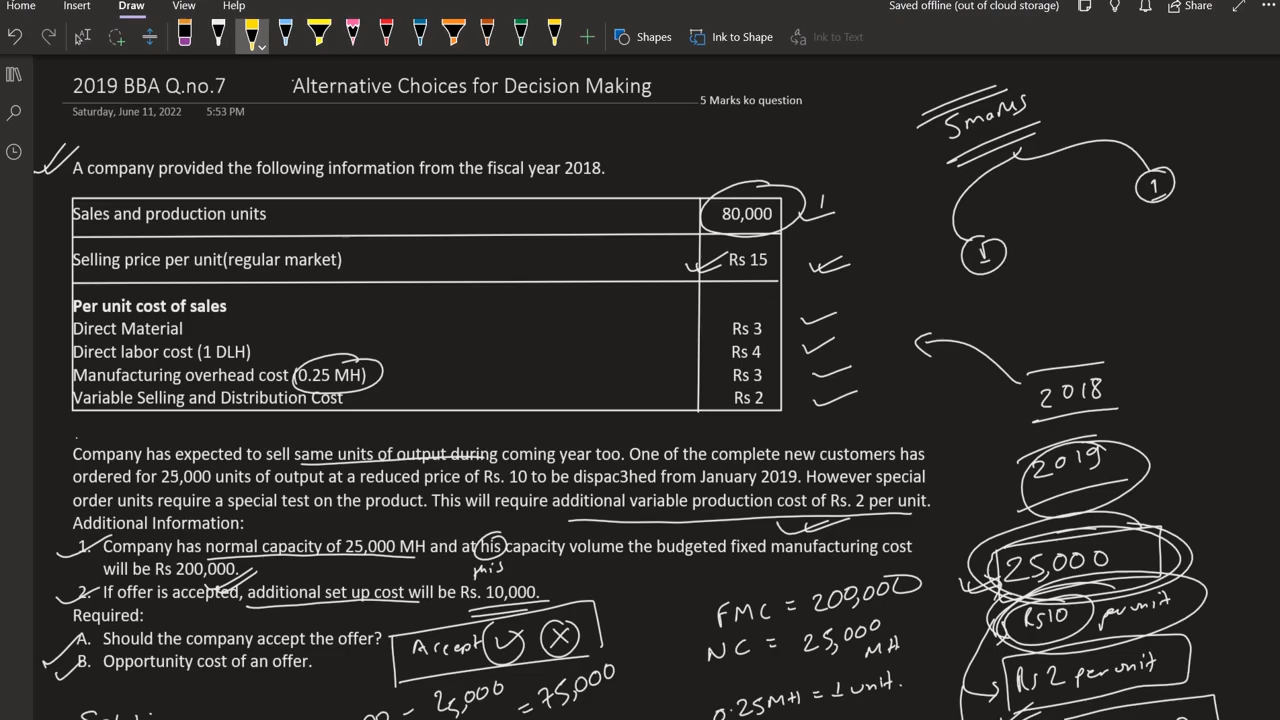 Home Insert Draw View Help Saved offline (out of cloud storage) Share
Shapes Ink to Shape Ink to Text
2019 BBA Q.no.7 Alternative Choices for Decision Making
Saturday, June 11, 2022 5:53 PM
5 Marks ko question
5 marks
1
1
A company provided the following information from the fiscal year 2018.
Sales and production units 80,000
Selling price per unit(regular market) Rs 15
Per unit cost of sales
Direct Material Rs 3
Direct labor cost (1 DLH) Rs 4
Manufacturing overhead cost (0.25 MH) Rs 3
Variable Selling and Distribution Cost Rs 2
2018
2019
Company has expected to sell same units of output during coming year too. One of the complete new customers has
ordered for 25,000 units of output at a reduced price of Rs. 10 to be dispac3hed from January 2019. However special
order units require a special test on the product. This will require additional variable production cost of Rs. 2 per unit.
Additional Information:
1. Company has normal capacity of 25,000 MH and at his capacity volume the budgeted fixed manufacturing cost
this
will be Rs 200,000.
2. If offer is accepted, additional set up cost will be Rs. 10,000.
Required:
A. Should the company accept the offer?
B. Opportunity cost of an offer.
Accept
25,000
= 75,000
FMC = 200,000
NC = 25,000
MH
0.25MH = 1 unit.
25,000
Rs10 per unit
Rs 2 per unit